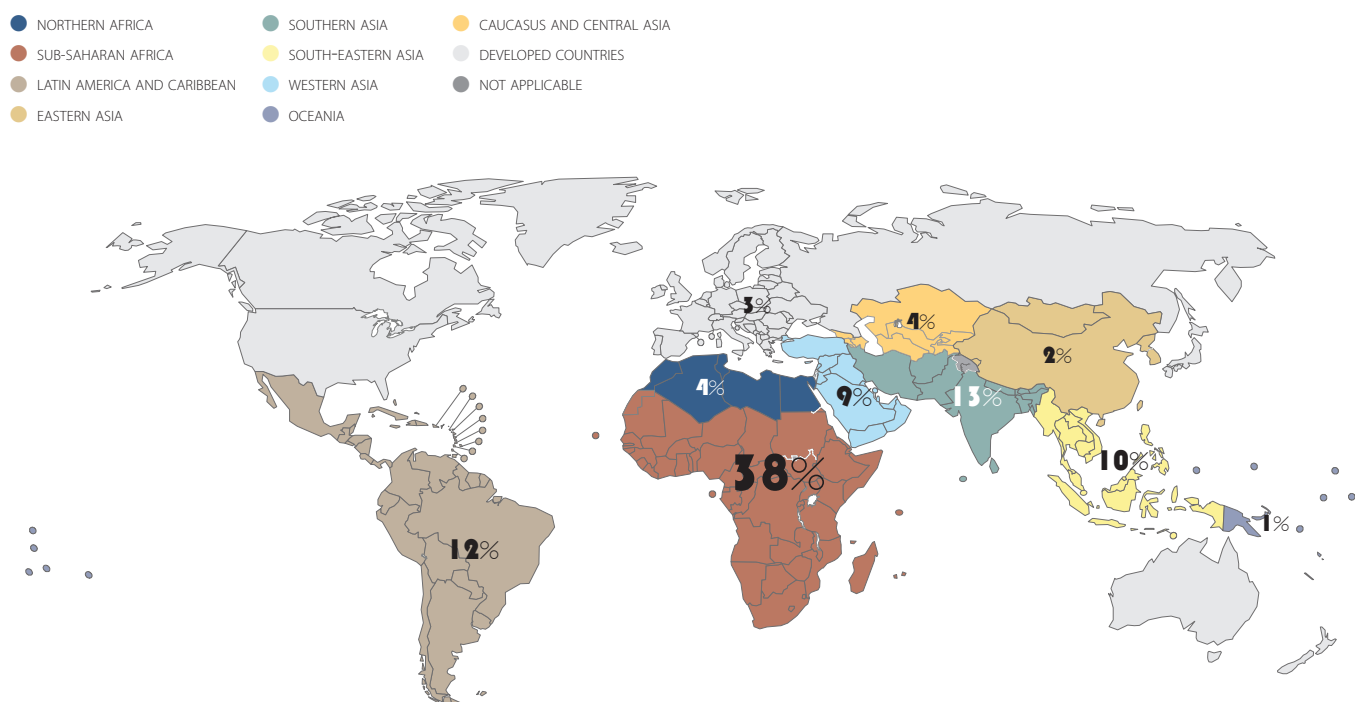 NORTHERN AFRICA
SUB-SAHARAN AFRICA
LATIN AMERICA AND CARIBBEAN
EASTERN ASIA
SOUTHERN ASIA
SOUTH-EASTERN ASIA
WESTERN ASIA
OCEANIA
CAUCASUS AND CENTRAL ASIA
DEVELOPED COUNTRIES
NOT APPLICABLE
3%
4%
2%
4%
9%
13%
38%
10%
1%
12%